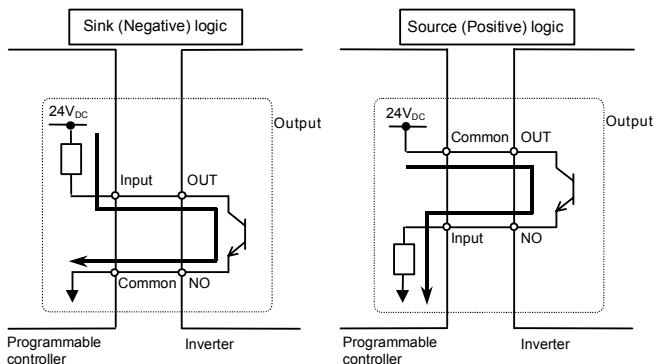 Sink (Negative) logic
24VDC
Output
Input
OUT
Common
NO
Programmable
controller
Inverter
Source (Positive) logic
24VDC
Common
OUT
Output
Input
NO
Programmable
controller
Inverter